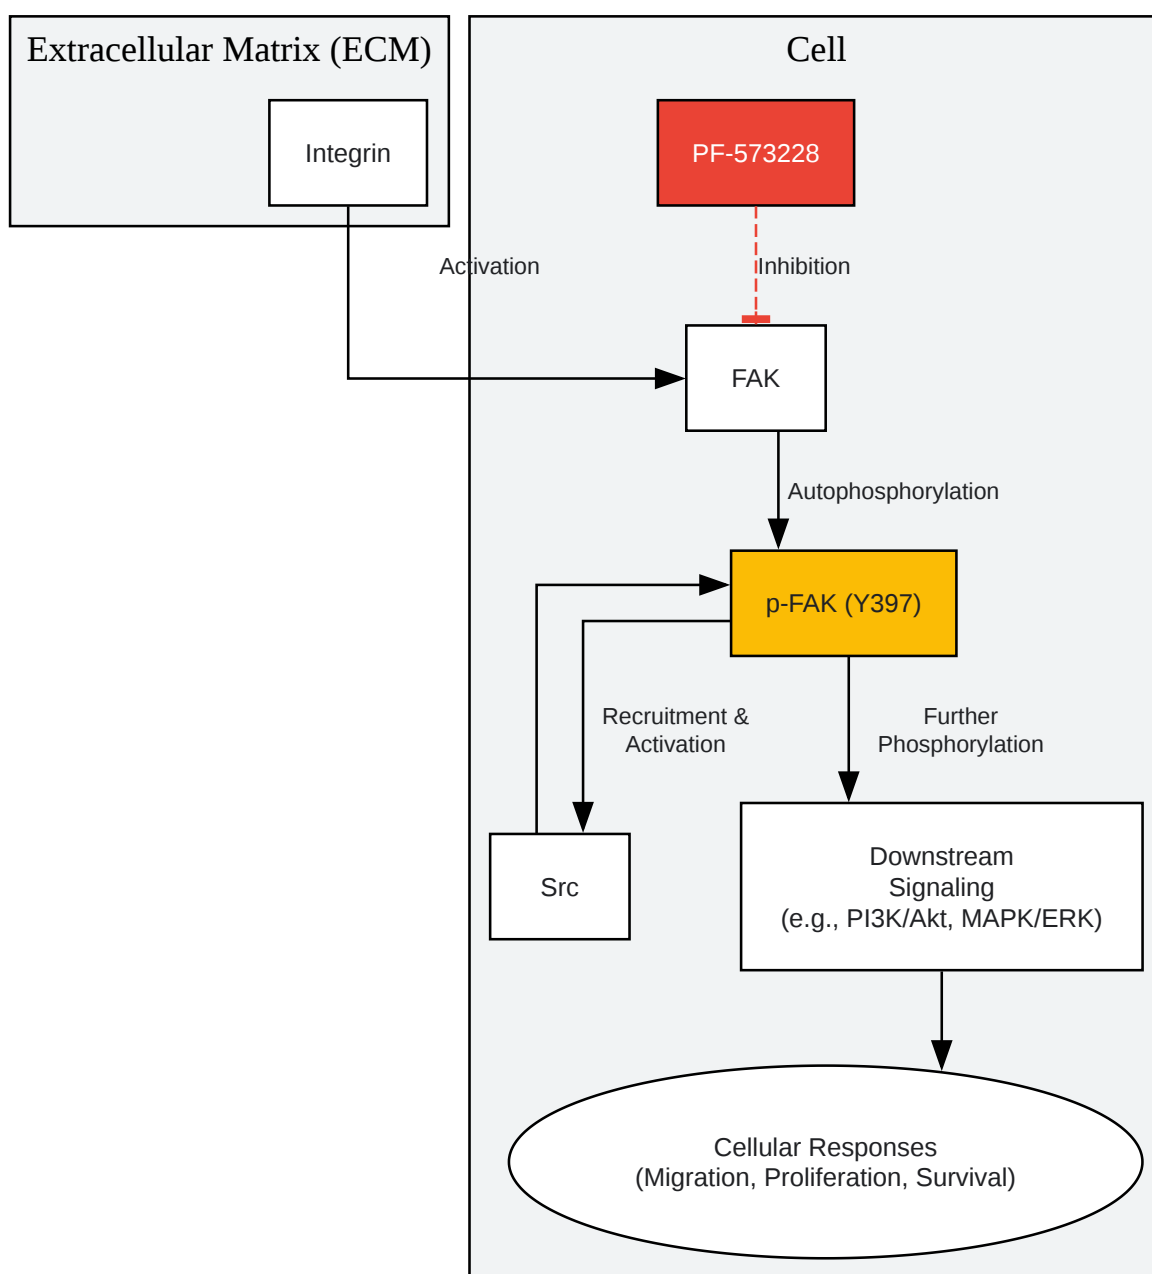 Extracellular Matrix (ECM)
Cell
Integrin
PF-573228
Activation
Inhibition
FAK
Autophosphorylation
p-FAK (Y397)
Recruitment &
Activation
Further
Phosphorylation
Src
Downstream
Signaling
(e.g., PI3K/Akt, MAPK/ERK)
Cellular Responses
(Migration, Proliferation, Survival)